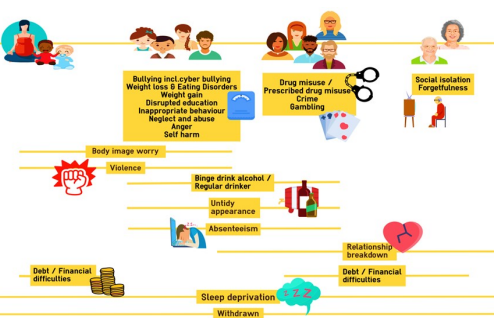 Bullying incl.cyber bullying
Weight loss & Eating Disorders
Weight gain
Disrupted education
Inappropriate behaviour
Neglect and abuse
Anger
Self harm
Drug misuse /
Prescribed drug misuse
Crime
Gambling
Social isolation
Forgetfulness
Body image worry
Violence
Binge drink alcohol /
Regular drinker
Untidy
appearance
Absenteeism
Relationship
breakdown
Debt / Financial
difficulties
Debt / Financial
difficulties
Sleep deprivation
Z Z Z
Withdrawn